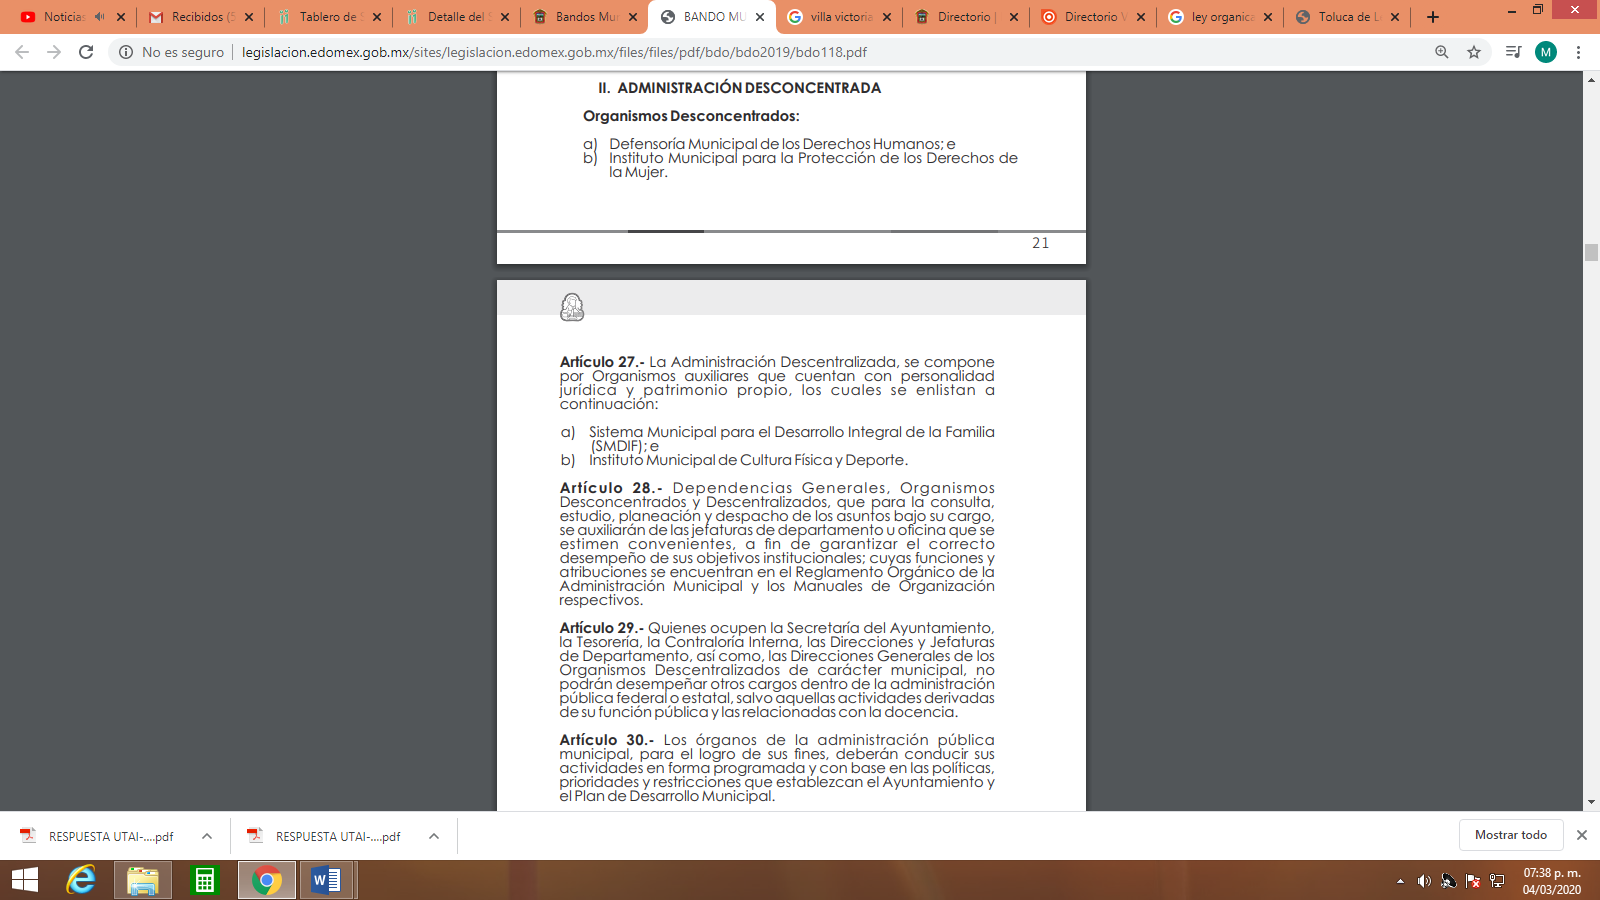 Noticias
Recibidos (5
Tablero de S
Detalle del S
Bandos Mun
BANDO MU
villa victoria
Directorio |
Directorio V
ley organica
Toluca de L
No es seguro
legislacion.edomex.gob.mx/sites/legislacion.edomex.gob.mx/files/files/pdf/bdo/bdo2019/bdo118.pdf
M
II. ADMINISTRACIÓN DESCONCENTRADA
Organismos Desconcentrados:
a) Defensoría Municipal de los Derechos Humanos; e
b) Instituto Municipal para la Protección de los Derechos de
la Mujer.
21
Artículo 27.- La Administración Descentralizada, se compone
por Organismos auxiliares que cuentan con personalidad
jurídica y patrimonio propio, los cuales se enlistan a
continuación:
a) Sistema Municipal para el Desarrollo Integral de la Familia
(SMDIF); e
b) Instituto Municipal de Cultura Física y Deporte.
Artículo 28.- Dependencias Generales, Organismos
Desconcentrados y Descentralizados, que para la consulta,
estudio, planeación y despacho de los asuntos bajo su cargo,
se auxiliarán de las jefaturas de departamento u oficina que se
estimen convenientes, a fin de garantizar el correcto
desempeño de sus objetivos institucionales; cuyas funciones y
atribuciones se encuentran en el Reglamento Orgánico de la
Administración Municipal y los Manuales de Organización
respectivos.
Artículo 29.- Quienes ocupen la Secretaría del Ayuntamiento,
la Tesorería, la Contraloría Interna, las Direcciones y Jefaturas
de Departamento, así como, las Direcciones Generales de los
Organismos Descentralizados de carácter municipal, no
podrán desempeñar otros cargos dentro de la administración
pública federal o estatal, salvo aquellas actividades derivadas
de su función pública y las relacionadas con la docencia.
Artículo 30.- Los órganos de la administración pública
municipal, para el logro de sus fines, deberán conducir sus
actividades en forma programada y con base en las políticas,
prioridades y restricciones que establezcan el Ayuntamiento y
el Plan de Desarrollo Municipal.
RESPUESTA UTAI-....pdf
RESPUESTA UTAI-....pdf
Mostrar todo
07:38 p. m.
04/03/2020